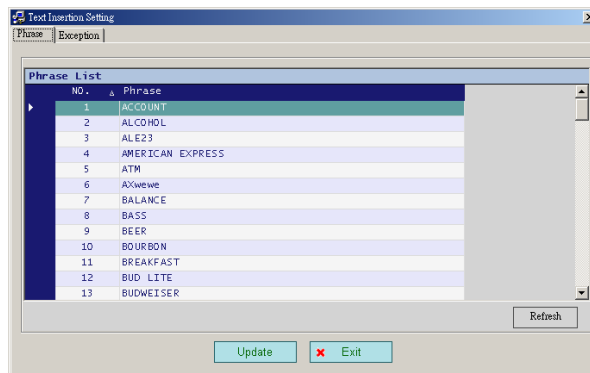 Text Insertion Setting
Phrase Exception
Phrase List
NO. Phrase
1 ACCOUNT
2 ALCOHOL
3 ALE23
4 AMERICAN EXPRESS
5 ATM
6 AXwewe
7 BALANCE
8 BASS
9 BEER
10 BOURBON
11 BREAKFAST
12 BUD LITE
13 BUDWEISER
Refresh
Update Exit